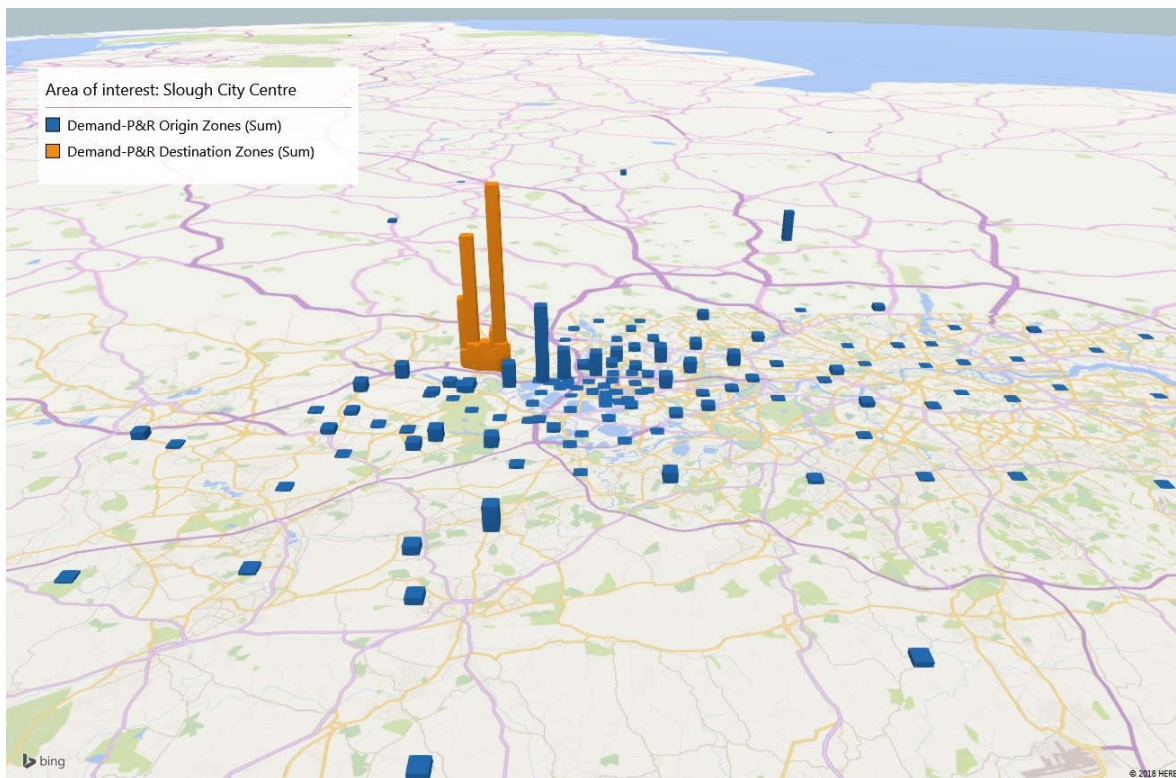 Area of interest: Slough City Centre
Demand-P&R Origin Zones (Sum)
Demand-P&R Destination Zones (Sum)
bing
© 2018 HERE